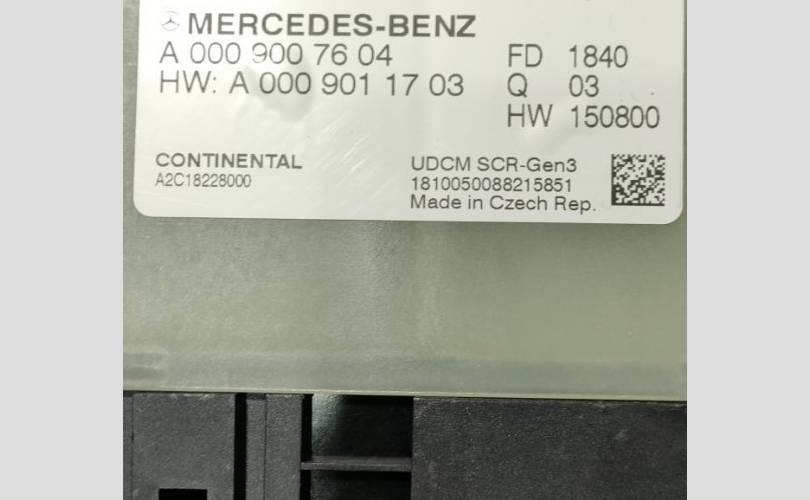 MERCEDES-BENZ
A 000 900 76 04 FD 1840
HW: A 000 901 17 03 Q 03
HW 150800
CONTINENTAL UDCM SCR-Gen3
A2C18228000 1810050088215851
Made in Czech Rep.